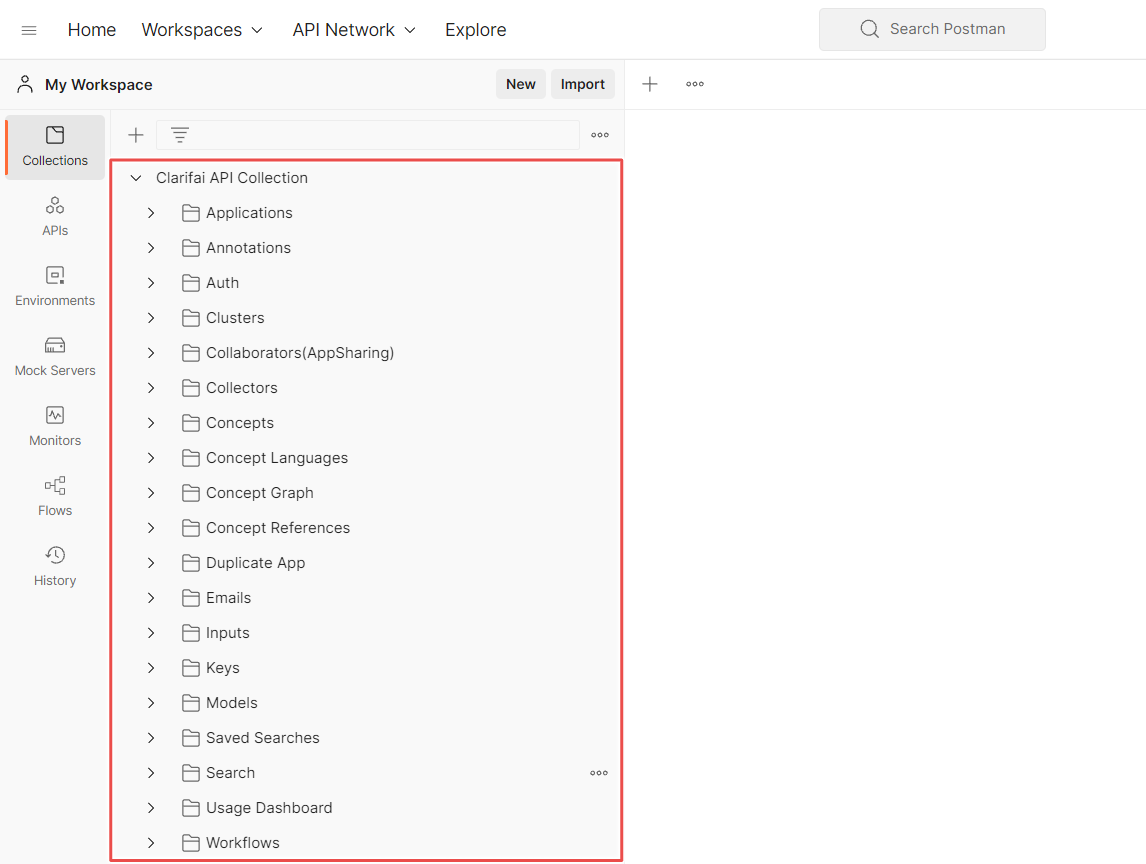 Home Workspaces API Network Explore Search Postman
My Workspace New Import
Collections
APIs
Environments
Mock Servers
Monitors
Flows
History
Clarifai API Collection
Applications
Annotations
Auth
Clusters
Collaborators(AppSharing)
Collectors
Concepts
Concept Languages
Concept Graph
Concept References
Duplicate App
Emails
Inputs
Keys
Models
Saved Searches
Search
Usage Dashboard
Workflows